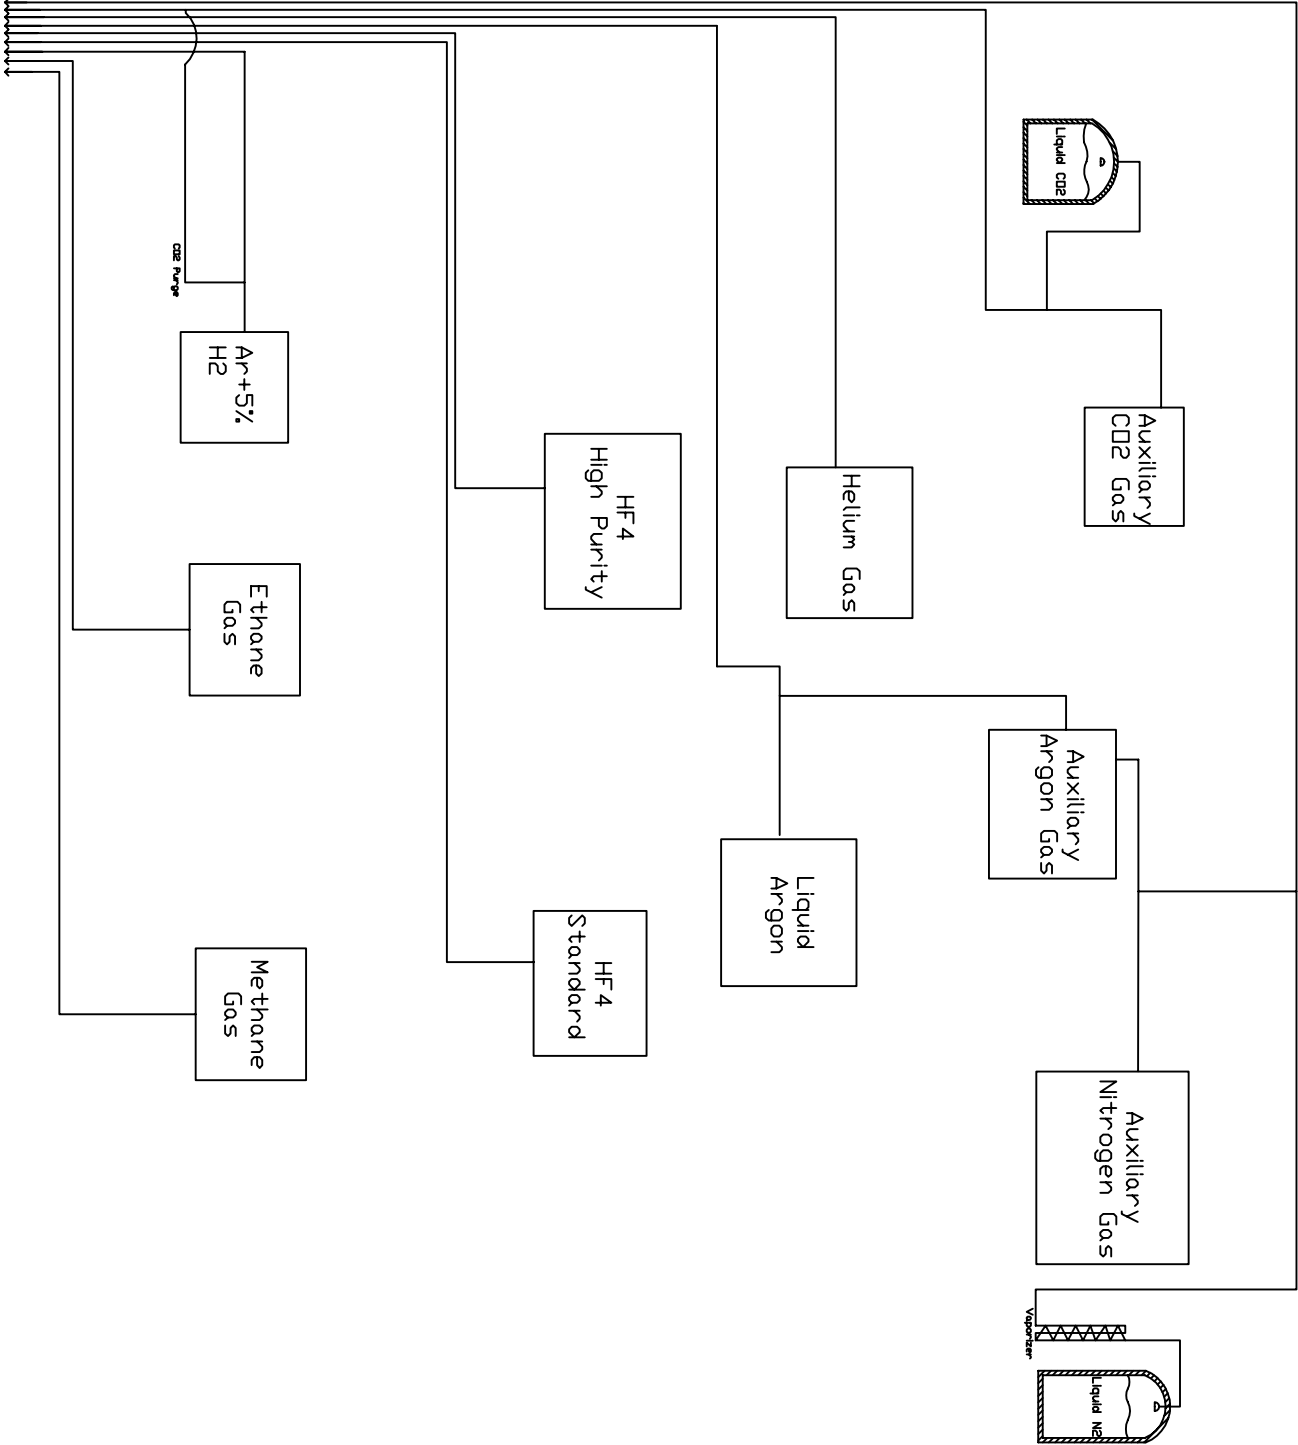 Liquid CO2
Auxiliary
CO2 Gas
Helium Gas
CO2 Purge
Ar+5%
H2
HF4
High Purity
Ethane
Gas
Auxiliary
Argon Gas
Liquid
Argon
HF4
Standard
Methane
Gas
Auxiliary
Nitrogen Gas
Vaporizer
Liquid N2